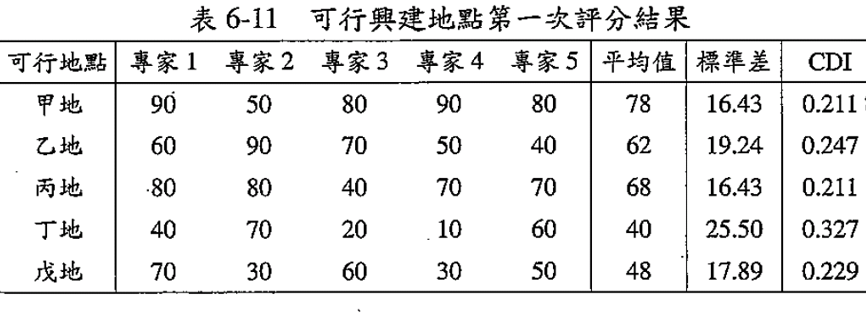 表 6-11　可行興建地點第一次評分結果
可行地點 專家 1 專家 2 專家 3 專家 4 專家 5 平均值 標準差 CDI
甲地 90 50 80 90 80 78 16.43 0.211
乙地 60 90 70 50 40 62 19.24 0.247
丙地 80 80 40 70 70 68 16.43 0.211
丁地 40 70 20 10 60 40 25.50 0.327
戊地 70 30 60 30 50 48 17.89 0.229